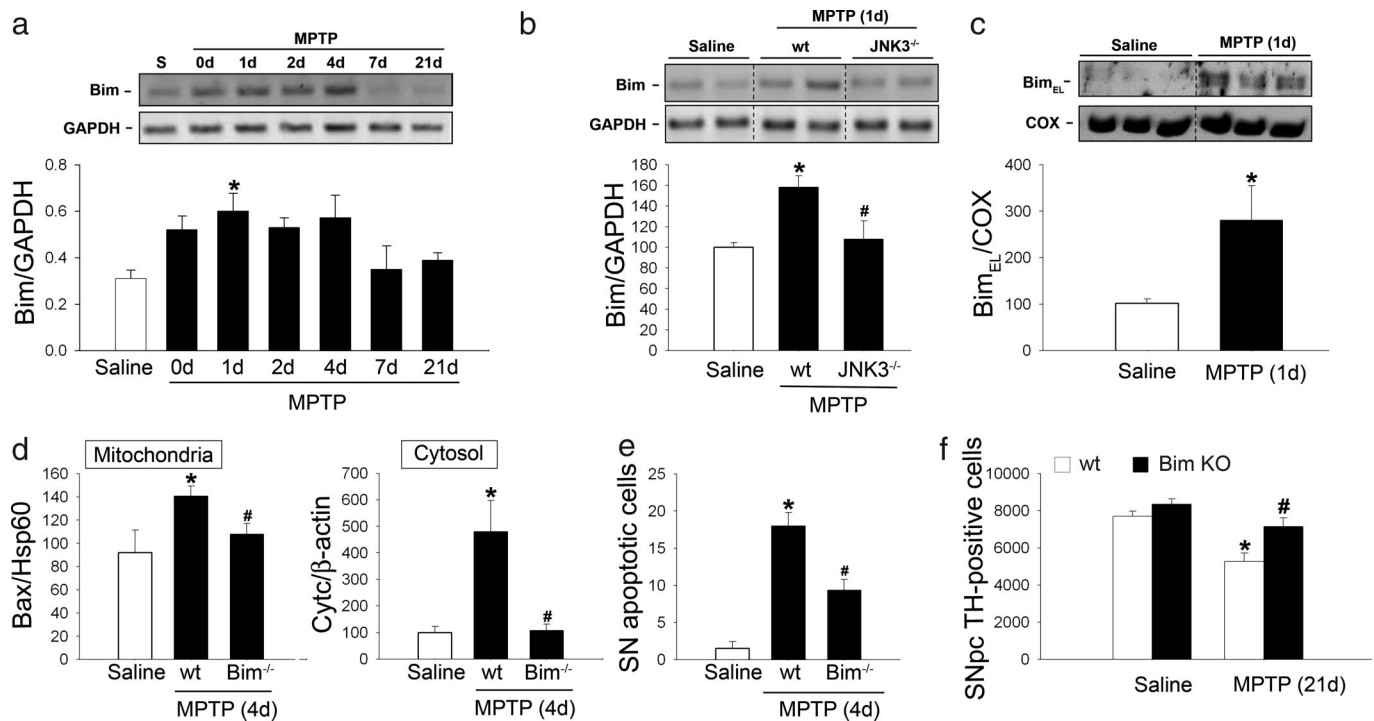 a
MPTP
S 0d 1d 2d 4d 7d 21d
Bim
GAPDH
Bim/GAPDH
0.8
0.6
0.4
0.2
0.0
*
Saline 0d 1d 2d 4d 7d 21d
MPTP
b
MPTP (1d)
Saline wt JNK3-/-
Bim
GAPDH
Bim/GAPDH
180
160
140
120
100
80
60
40
20
0
*
#
Saline wt JNK3-/-
MPTP
c
Saline MPTP (1d)
BimEL
COX
BimEL/COX
400
300
200
100
0
*
Saline MPTP (1d)
d
Mitochondria
Bax/Hsp60
160
140
120
100
80
60
40
20
0
*
#
Saline wt Bim-/-
MPTP (4d)
Cytosol
Cytc/β-actin
700
600
500
400
300
200
100
0
*
#
Saline wt Bim-/-
MPTP (4d)
e
SN apoptotic cells
25
20
15
10
5
0
*
#
Saline wt Bim-/-
MPTP (4d)
f
wt Bim KO
SNpc TH-positive cells
10000
8000
6000
4000
2000
0
*
#
Saline MPTP (21d)